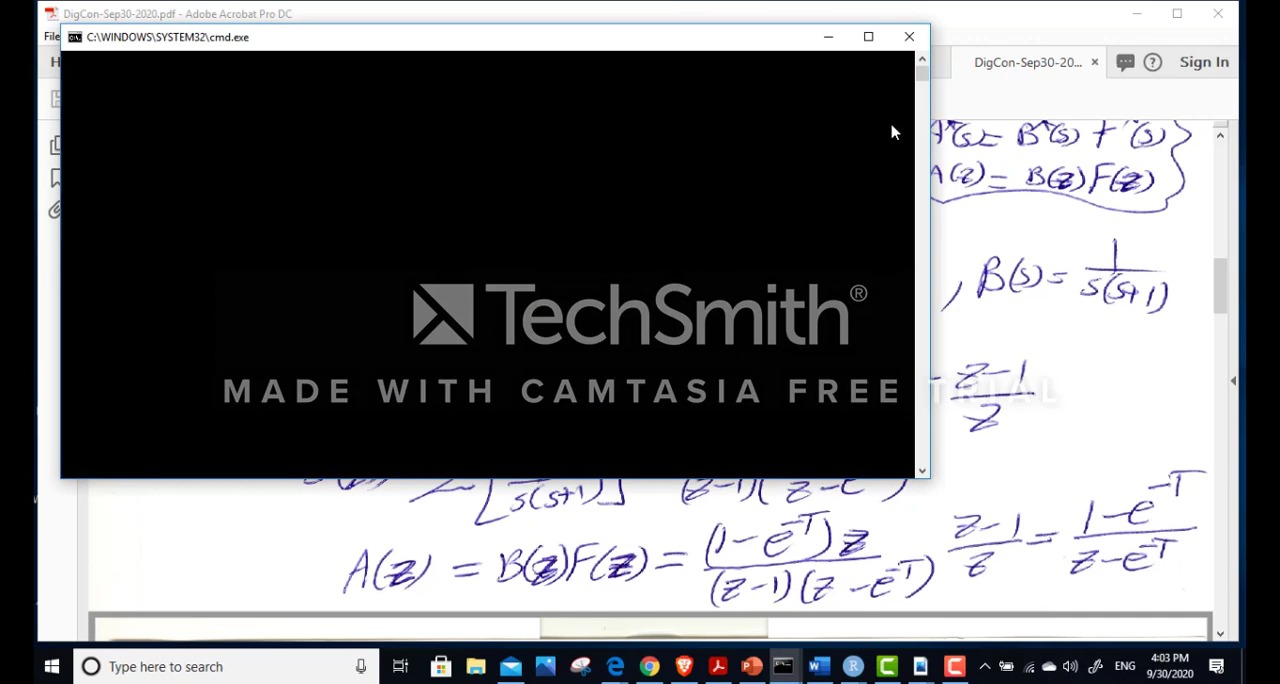 DigCon-Sep30-2020.pdf - Adobe Acrobat Pro DC
File
C:\WINDOWS\SYSTEM32\cmd.exe
H
DigCon-Sep30-20... ×
Sign In
A*(s) = B*(s) F*(s)
A(z) = B(z)F(z)
, B(s) = 1/s(s+1)
TechSmith®
MADE WITH CAMTASIA FREE TRIAL
z-1/z
s(s+1)] (z-1)(z-e
A(z) = B(z)F(z) = (1-e^-T)z/(z-1)(z-e^-T) z-1/z = 1-e^-T/z-e^-T
Type here to search
ENG
4:03 PM
9/30/2020